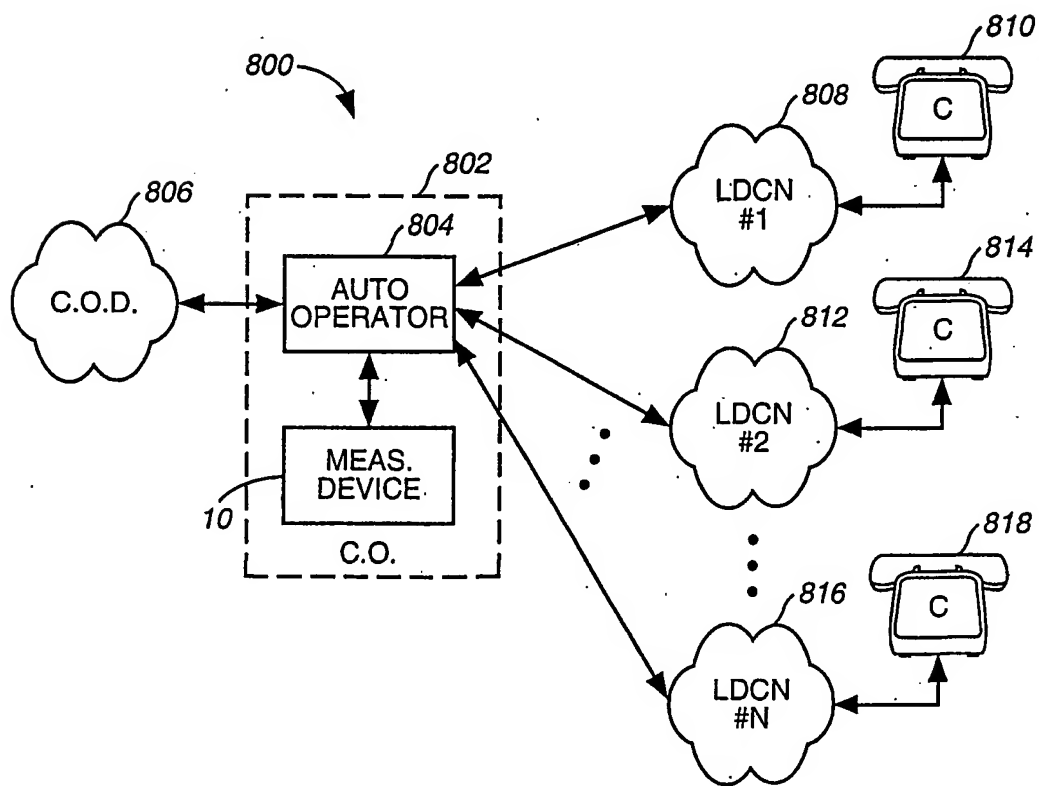 800
810
C
808
LDCN
#1
802
806
804
C.O.D.
AUTO
OPERATOR
814
C
812
LDCN
#2
MEAS.
DEVICE
10
C.O.
818
C
816
LDCN
#N